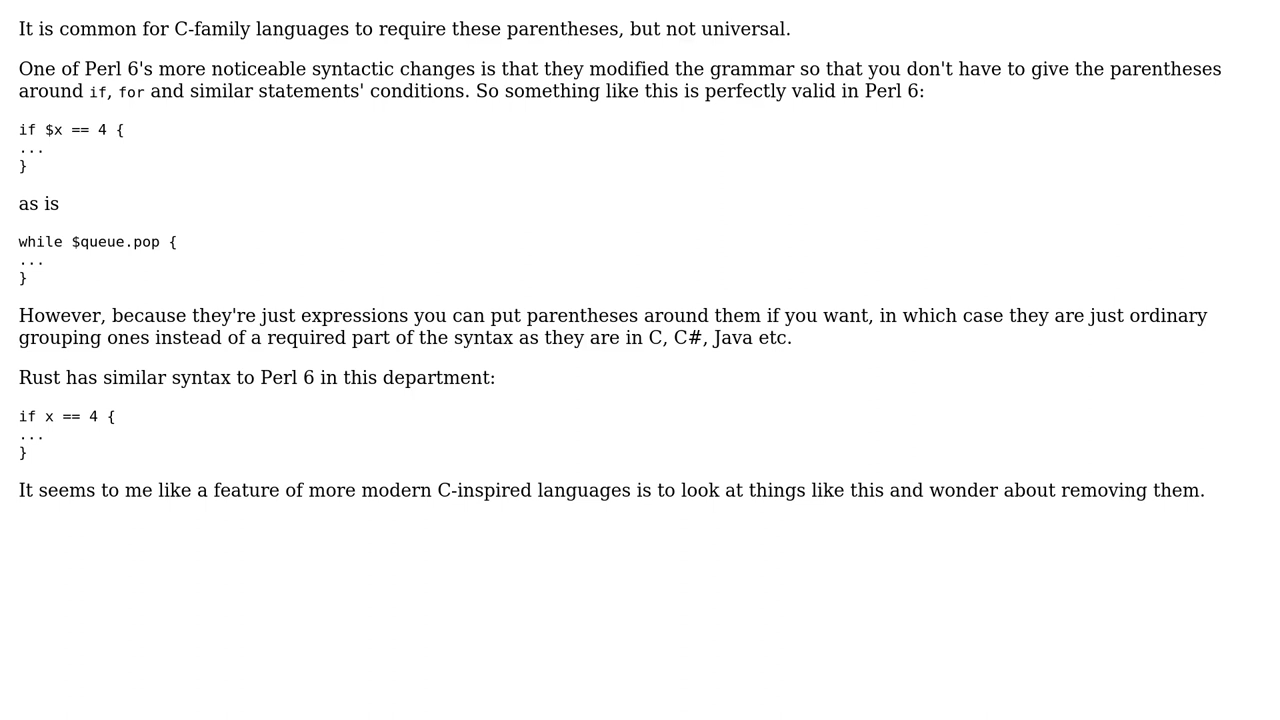 It is common for C-family languages to require these parentheses, but not universal.
One of Perl 6's more noticeable syntactic changes is that they modified the grammar so that you don't have to give the parentheses
around if, for and similar statements' conditions. So something like this is perfectly valid in Perl 6:
if $x == 4 {
...
}
as is
while $queue.pop {
...
}
However, because they're just expressions you can put parentheses around them if you want, in which case they are just ordinary
grouping ones instead of a required part of the syntax as they are in C, C#, Java etc.
Rust has similar syntax to Perl 6 in this department:
if x == 4 {
...
}
It seems to me like a feature of more modern C-inspired languages is to look at things like this and wonder about removing them.